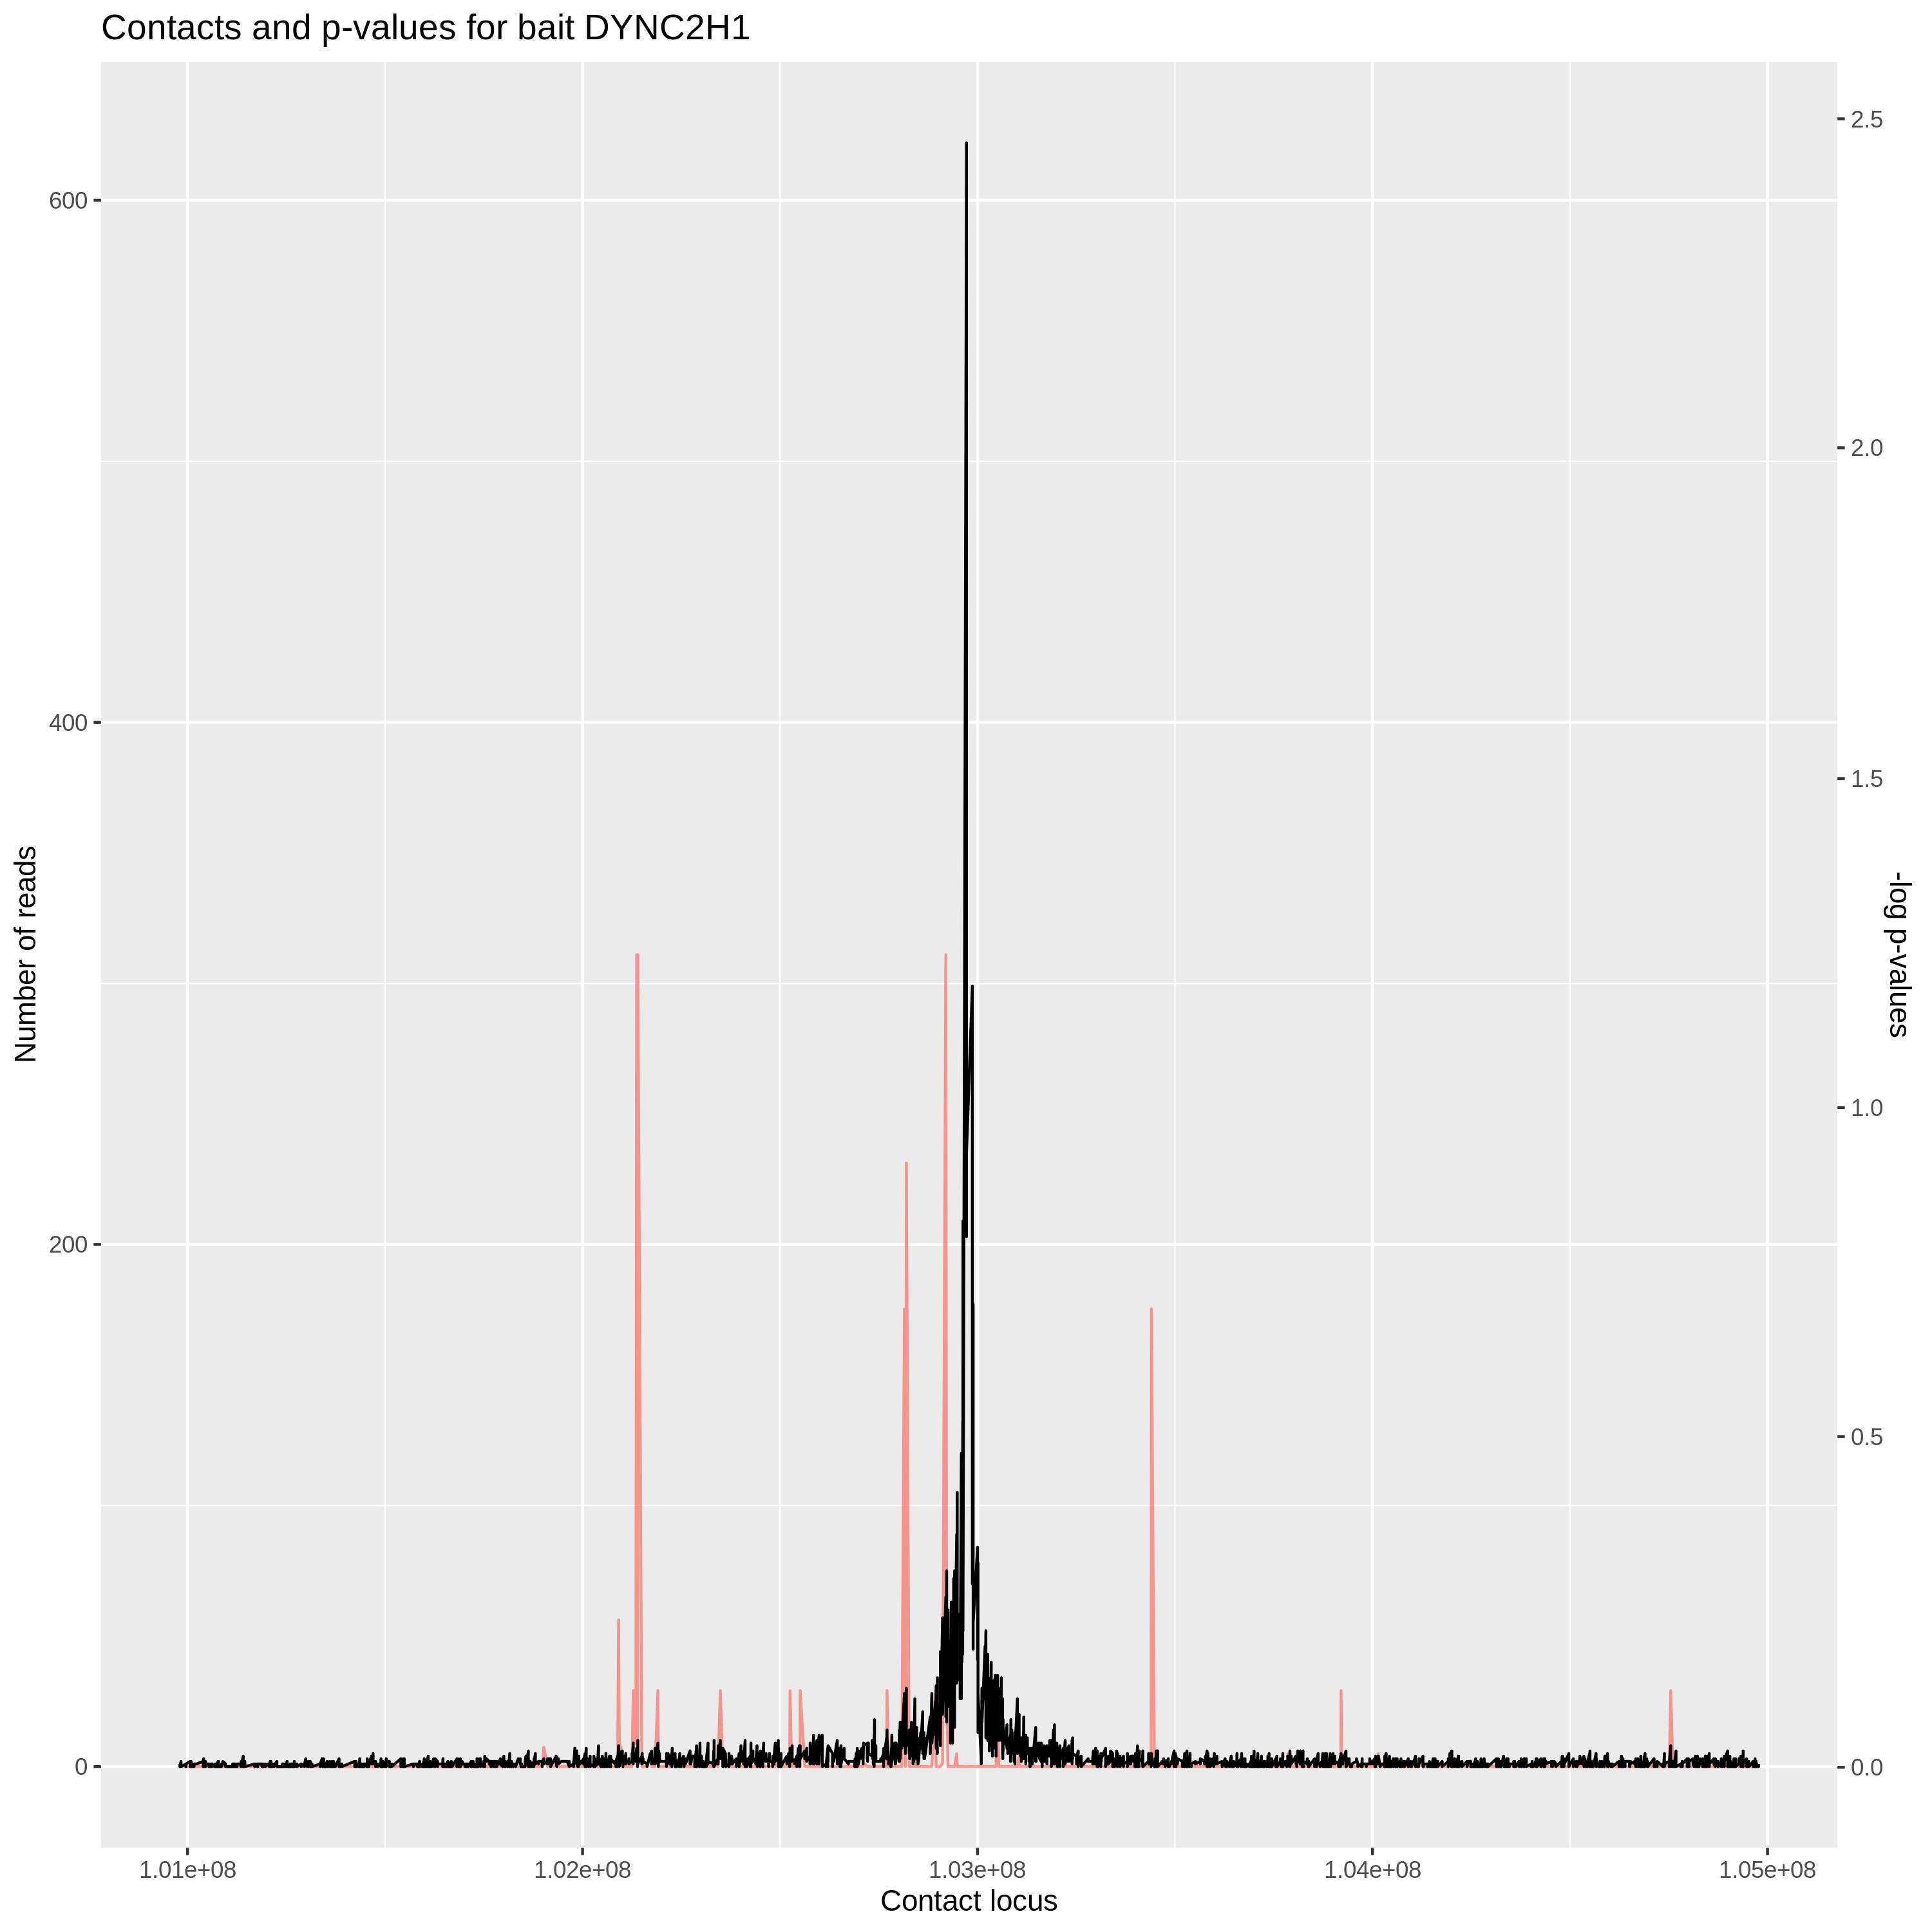 Contacts and p-values for bait DYNC2H1
600
400
200
0
Number of reads
2.5
2.0
1.5
1.0
0.5
0.0
-log p-values
1.01e+08 1.02e+08 1.03e+08 1.04e+08 1.05e+08
Contact locus